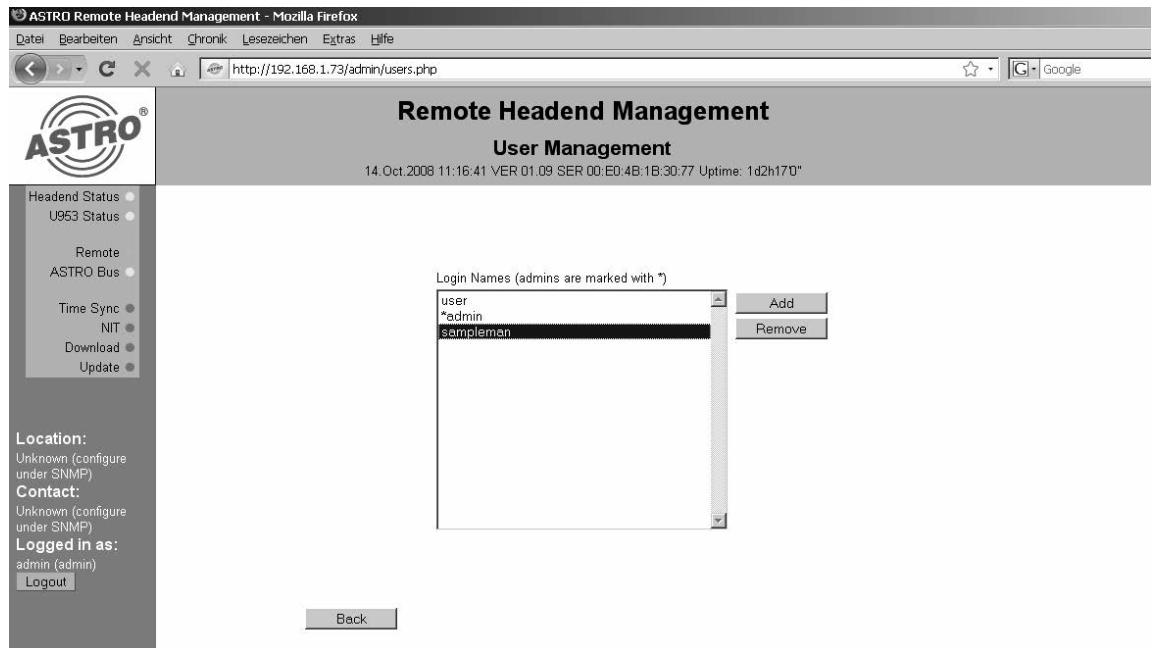 ASTRO Remote Headend Management - Mozilla Firefox
Datei Bearbeiten Ansicht Chronik Lesezeichen Extras Hilfe
http://192.168.1.73/admin/users.php
G Google
ASTRO®
Remote Headend Management
User Management
14.Oct.2008 11:16:41 VER 01.09 SER 00:E0:4B:1B:30:77 Uptime: 1d2h17'0"
Headend Status
U953 Status
Remote
ASTRO Bus
Time Sync
NIT
Download
Update
Location:
Unknown (configure
under SNMP)
Contact:
Unknown (configure
under SNMP)
Logged in as:
admin (admin)
Logout
Login Names (admins are marked with *)
user
*admin
sampleman
Add
Remove
Back